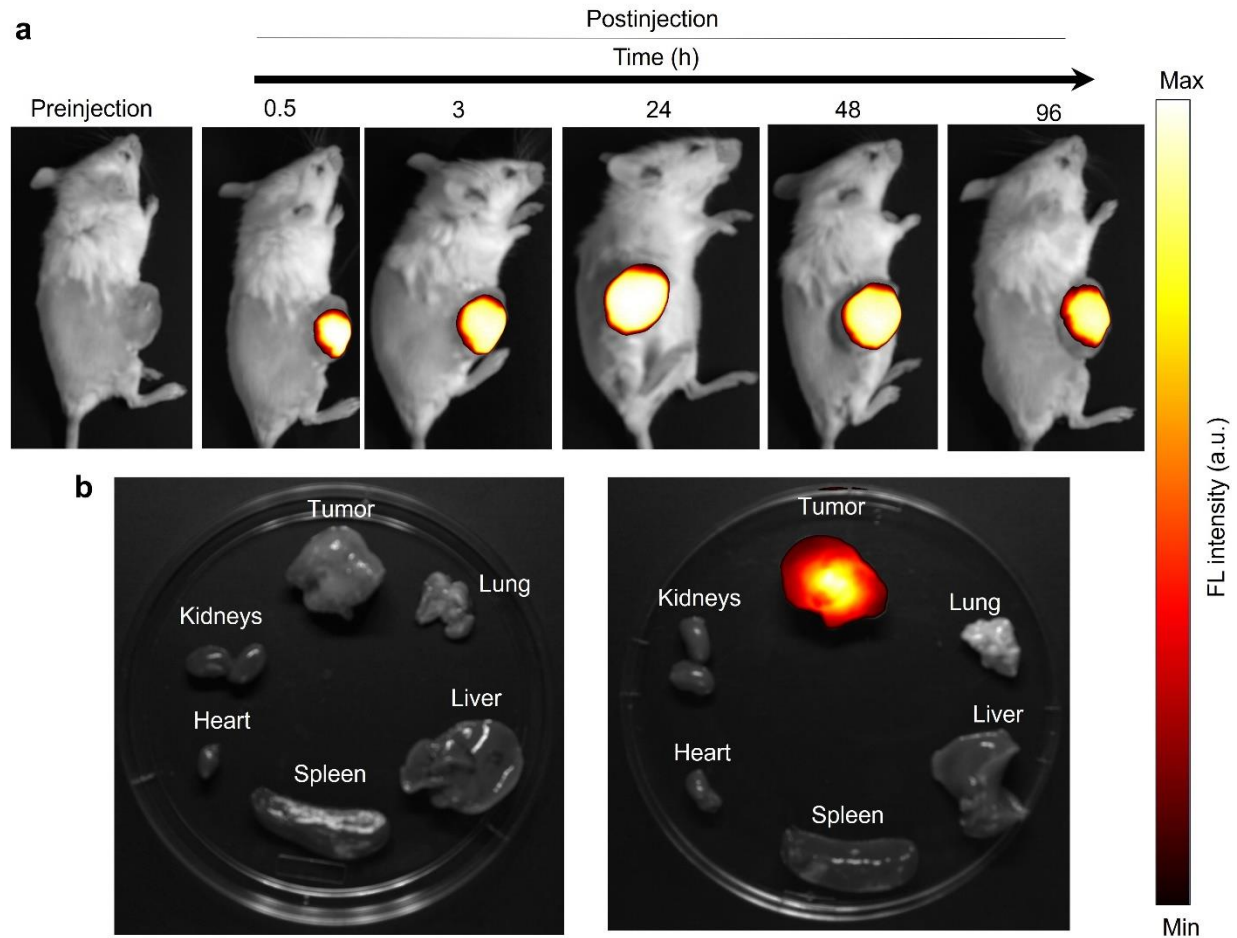 a
Postinjection
Time (h)
Preinjection 0.5 3 24 48 96
Max
FL intensity (a.u.)
Min
b
Tumor
Lung
Kidneys
Liver
Heart
Spleen
Tumor
Kidneys
Lung
Liver
Heart
Spleen